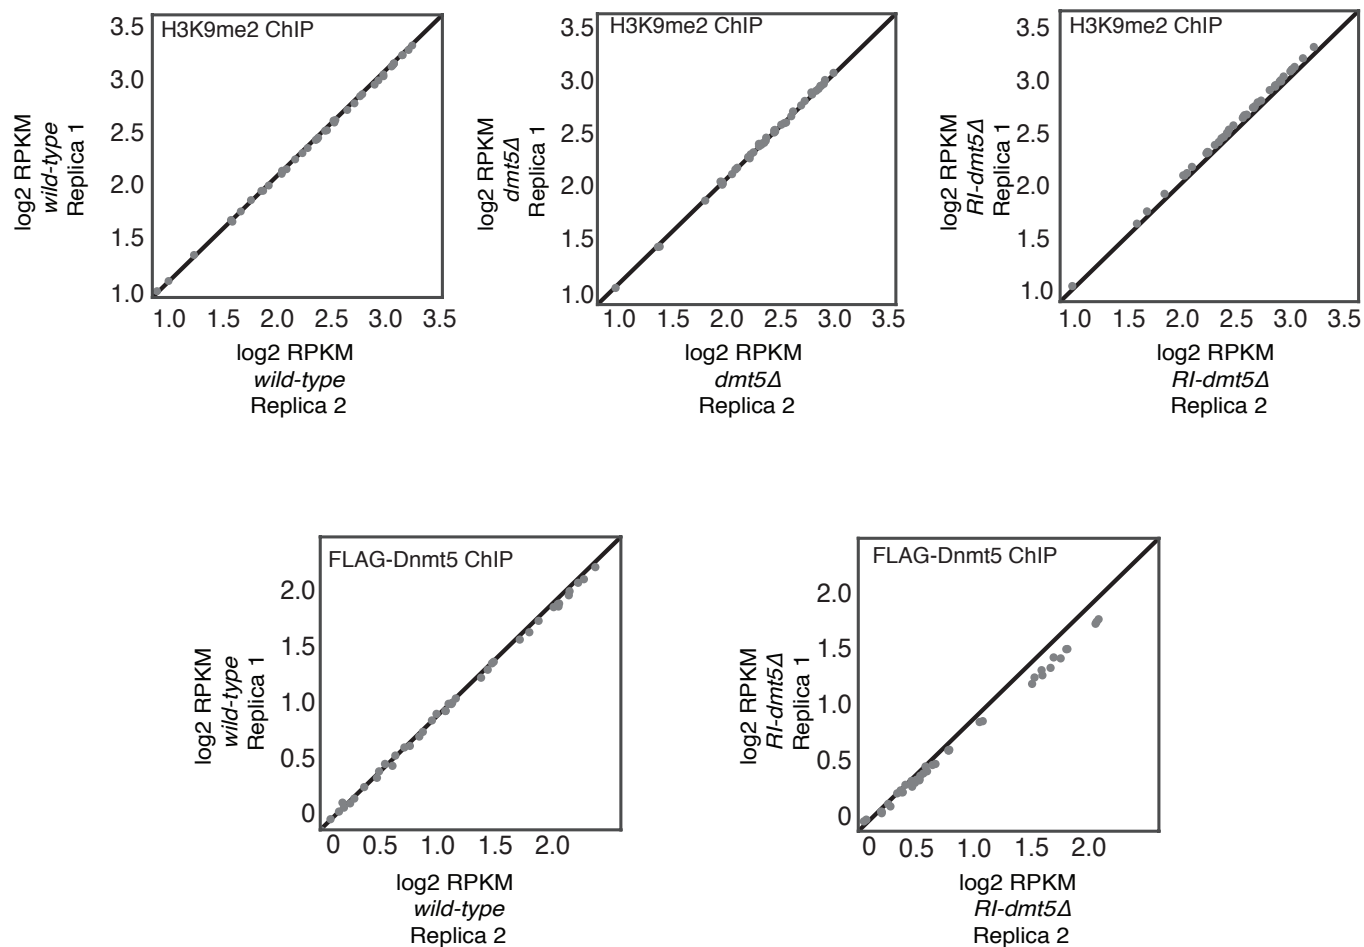 H3K9me2 ChIP
log2 RPKM
wild-type
Replica 1
3.5
3.0
2.5
2.0
1.5
1.0
1.0 1.5 2.0 2.5 3.0 3.5
log2 RPKM
wild-type
Replica 2
H3K9me2 ChIP
log2 RPKM
dmt5Δ
Replica 1
3.5
3.0
2.5
2.0
1.5
1.0
1.0 1.5 2.0 2.5 3.0 3.5
log2 RPKM
dmt5Δ
Replica 2
H3K9me2 ChIP
log2 RPKM
RI-dmt5Δ
Replica 1
3.5
3.0
2.5
2.0
1.5
1.0
1.0 1.5 2.0 2.5 3.0 3.5
log2 RPKM
RI-dmt5Δ
Replica 2
FLAG-Dnmt5 ChIP
log2 RPKM
wild-type
Replica 1
2.0
1.5
1.0
0.5
0
0 0.5 1.0 1.5 2.0
log2 RPKM
wild-type
Replica 2
FLAG-Dnmt5 ChIP
log2 RPKM
RI-dmt5Δ
Replica 1
2.0
1.5
1.0
0.5
0
0 0.5 1.0 1.5 2.0
log2 RPKM
RI-dmt5Δ
Replica 2